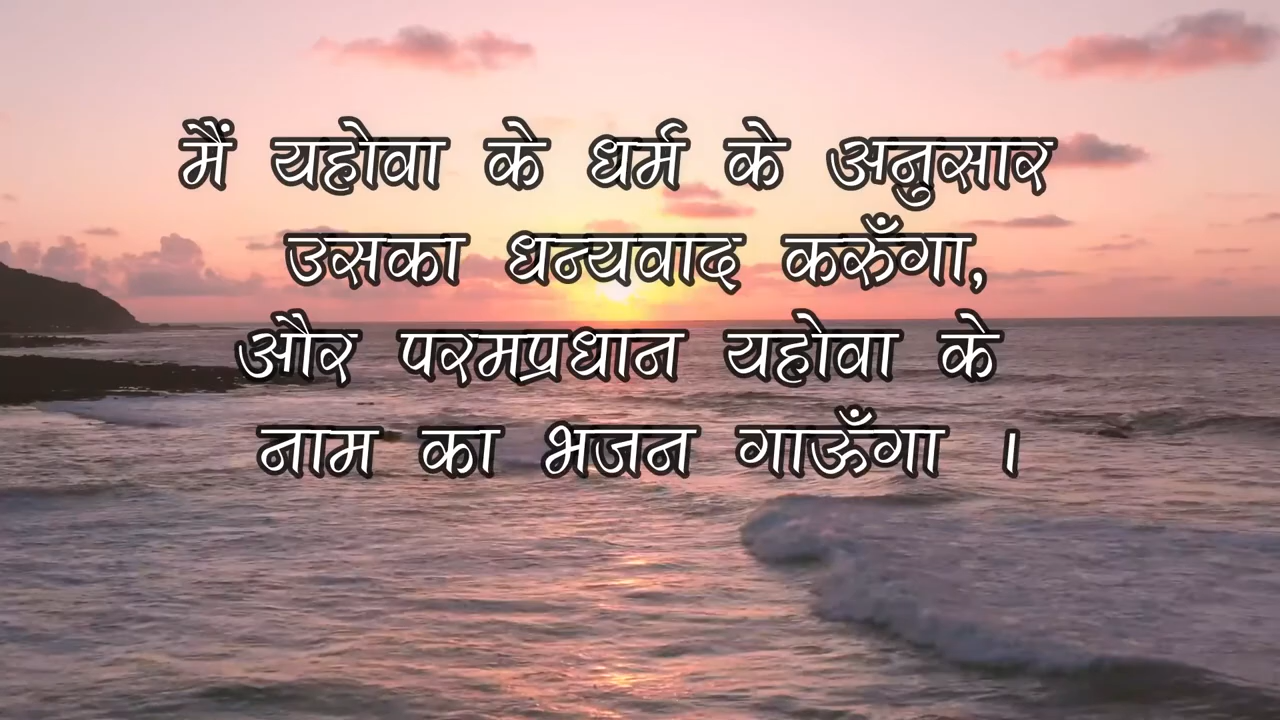 मैं यहोवा के धर्म के अनुसार
उसका धन्यवाद करुँगा,
और परमप्रधान यहोवा के
नाम का भजन गाऊँगा ।